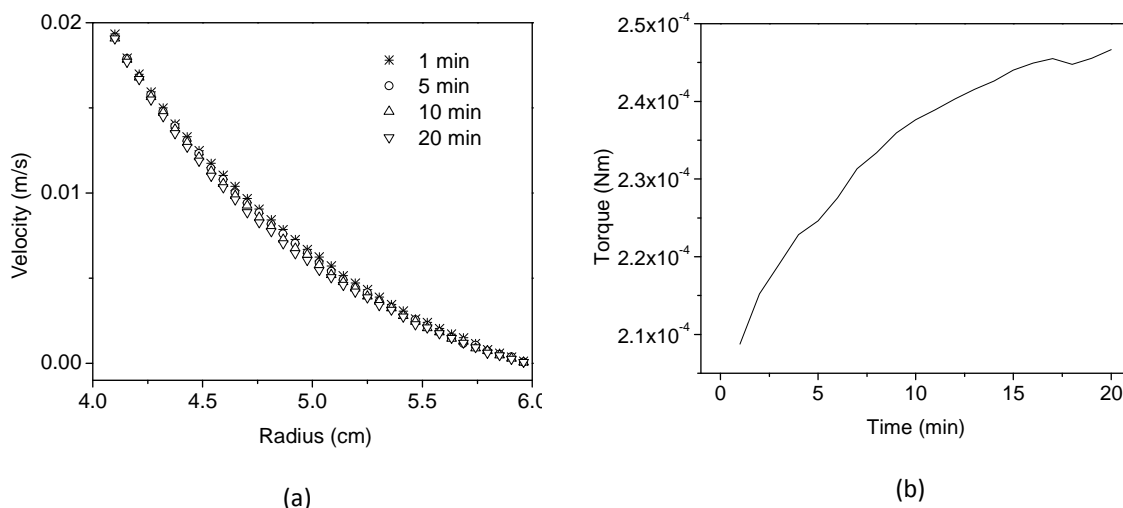 0.02
0.01
0.00
Velocity (m/s)
1 min
5 min
10 min
20 min
4.0 4.5 5.0 5.5 6.0
Radius (cm)
(a)
2.5x10-4
2.4x10-4
2.3x10-4
2.2x10-4
2.1x10-4
Torque (Nm)
0 5 10 15 20
Time (min)
(b)